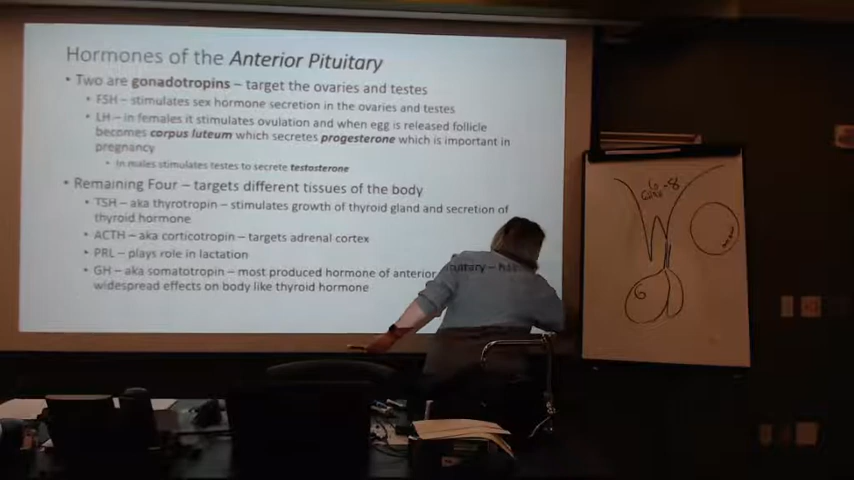 Hormones of the Anterior Pituitary
• Two are gonadotropins – target the ovaries and testes
• FSH – stimulates sex hormone secretion in the ovaries and testes
• LH – in females it stimulates ovulation and when egg is released follicle
becomes corpus luteum which secretes progesterone which is important in
pregnancy
• In males stimulates testes to secrete testosterone
• Remaining Four – targets different tissues of the body
• TSH – aka thyrotropin – stimulates growth of thyroid gland and secretion of
thyroid hormone
• ACTH – aka corticotropin – targets adrenal cortex
• PRL – plays role in lactation
• GH – aka somatotropin – most produced hormone of anterior pituitary – has
widespread effects on body like thyroid hormone